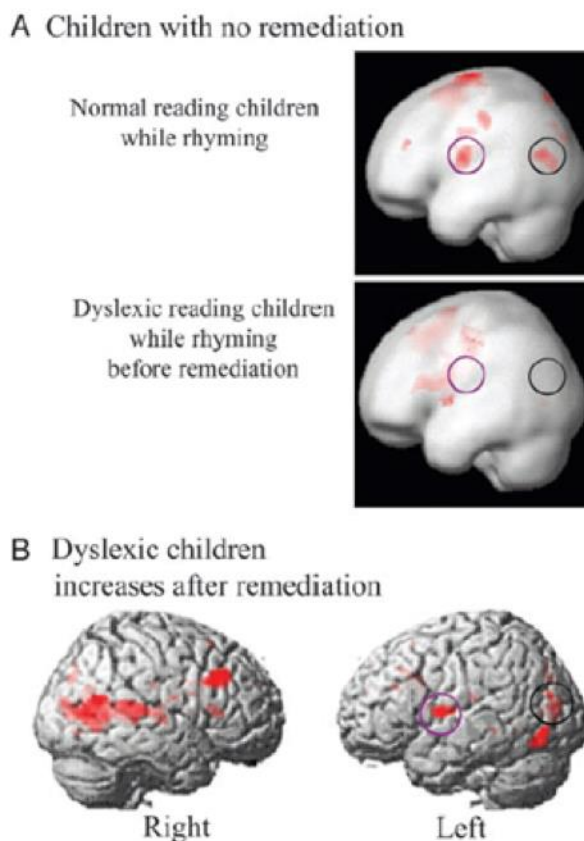 A Children with no remediation
Normal reading children
while rhyming
Dyslexic reading children
while rhyming
before remediation
B Dyslexic children
increases after remediation
Right
Left